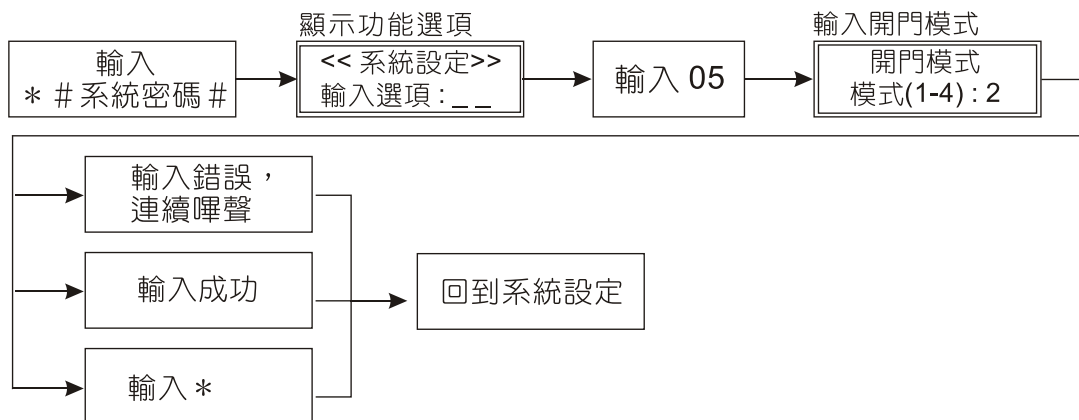 輸入
＊＃系統密碼＃
顯示功能選項
<< 系統設定>>
輸入選項 : _ _
輸入 05
輸入開門模式
開門模式
模式(1-4) : 2
輸入錯誤，
連續嗶聲
輸入成功
輸入＊
回到系統設定